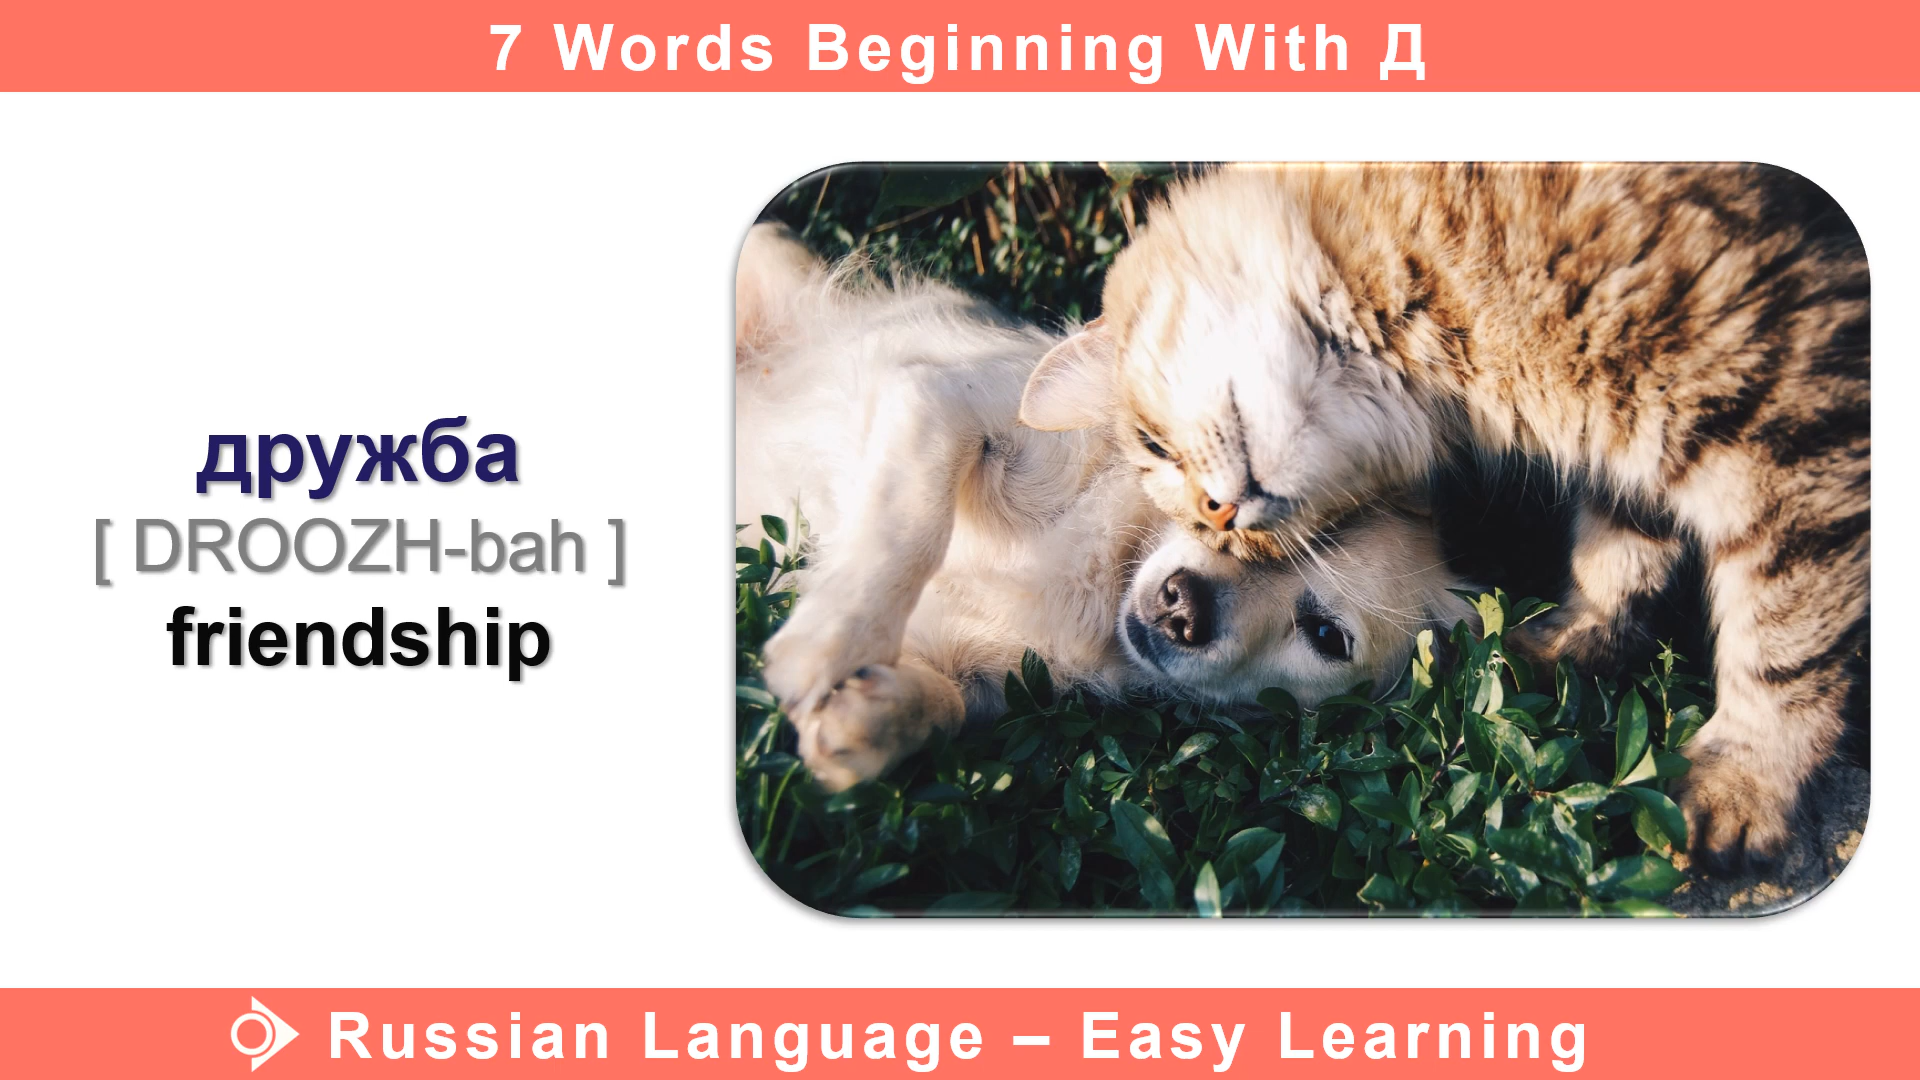 7 Words Beginning With Д
дружба
[ DROOZH-bah ]
friendship
Russian Language – Easy Learning